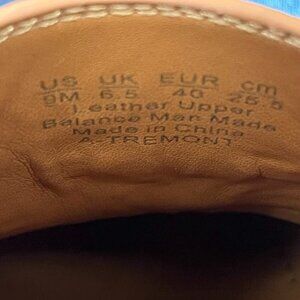 US UK EUR cm
9M 6.5 40 25.5
Leather Upper
Balance Man Made
Made in China
A-TREMONT